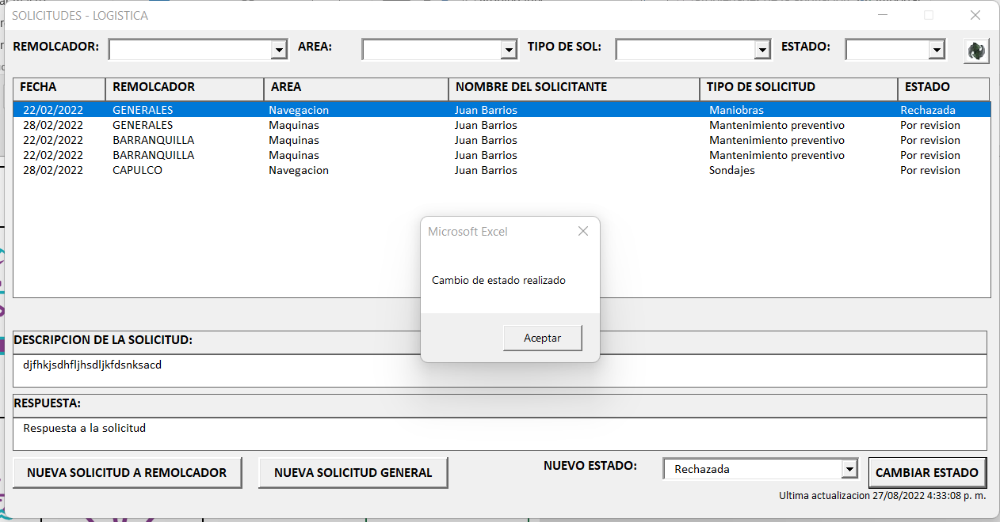 SOLICITUDES - LOGISTICA
REMOLCADOR: AREA: TIPO DE SOL: ESTADO:
FECHA REMOLCADOR AREA NOMBRE DEL SOLICITANTE TIPO DE SOLICITUD ESTADO
22/02/2022 GENERALES Navegacion Juan Barrios Maniobras Rechazada
28/02/2022 GENERALES Maquinas Juan Barrios Mantenimiento preventivo Por revision
22/02/2022 BARRANQUILLA Maquinas Juan Barrios Mantenimiento preventivo Por revision
22/02/2022 BARRANQUILLA Maquinas Juan Barrios Mantenimiento preventivo Por revision
28/02/2022 CAPULCO Navegacion Juan Barrios Sondajes Por revision
Microsoft Excel
Cambio de estado realizado
Aceptar
DESCRIPCION DE LA SOLICITUD:
djfhkjsdhfljhsdljkfdsnksacd
RESPUESTA:
Respuesta a la solicitud
NUEVA SOLICITUD A REMOLCADOR NUEVA SOLICITUD GENERAL NUEVO ESTADO: Rechazada CAMBIAR ESTADO
Ultima actualizacion 27/08/2022 4:33:08 p. m.